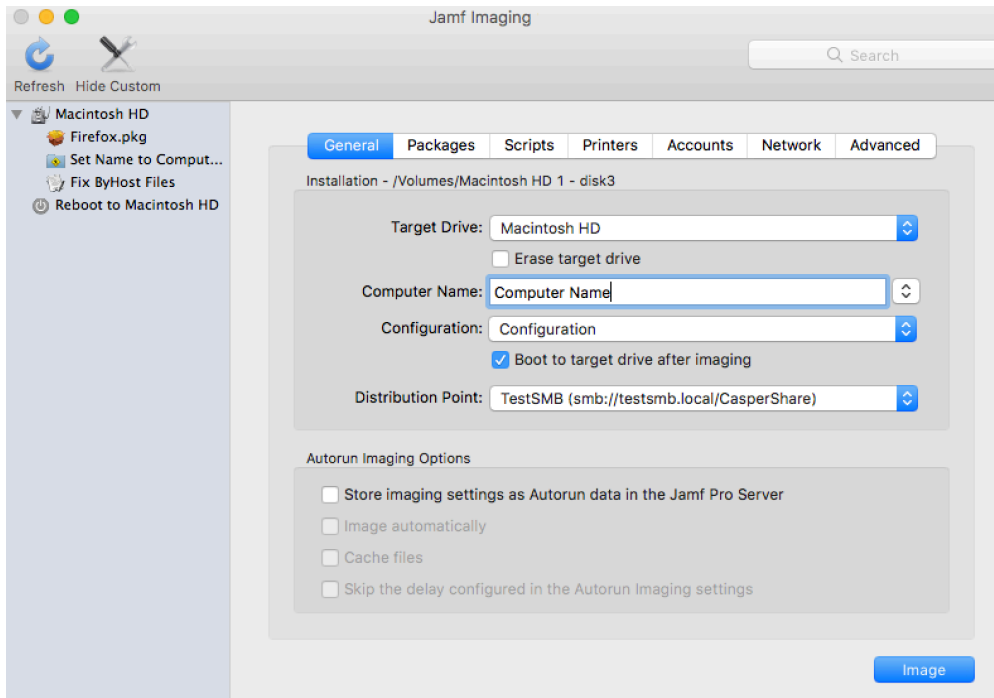 Jamf Imaging
Refresh Hide Custom
Search
Macintosh HD
Firefox.pkg
Set Name to Comput...
Fix ByHost Files
Reboot to Macintosh HD
General Packages Scripts Printers Accounts Network Advanced
Installation - /Volumes/Macintosh HD 1 - disk3
Target Drive: Macintosh HD
Erase target drive
Computer Name: Computer Name
Configuration: Configuration
Boot to target drive after imaging
Distribution Point: TestSMB (smb://testsmb.local/CasperShare)
Autorun Imaging Options
Store imaging settings as Autorun data in the Jamf Pro Server
Image automatically
Cache files
Skip the delay configured in the Autorun Imaging settings
Image